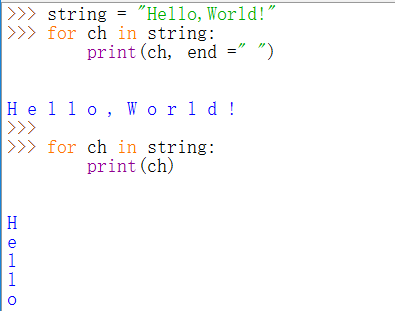 >>> string = "Hello,World!"
>>> for ch in string:
        print(ch, end =" ")
H e l l o , W o r l d !
>>>
>>> for ch in string:
        print(ch)
H
e
l
l
o